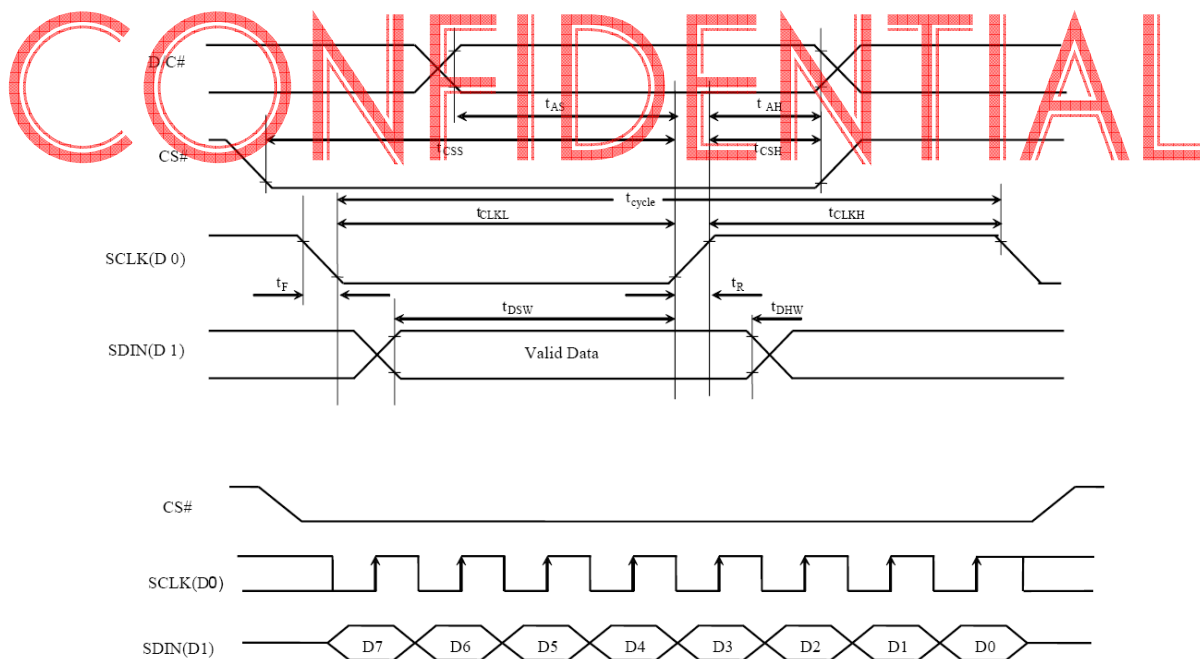 CONFIDENTIAL
D/C#
tAS
tAH
CS#
tCSS
tCSH
tcycle
tCLKL
tCLKH
SCLK(D 0)
tF
tR
tDSW
tDHW
SDIN(D 1)
Valid Data
CS#
SCLK(D0)
SDIN(D1)
D7 D6 D5 D4 D3 D2 D1 D0